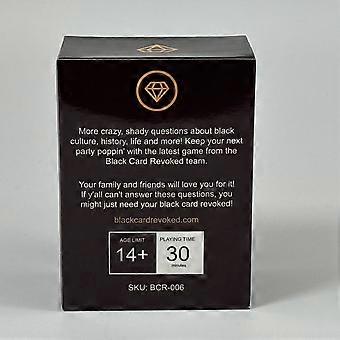 More crazy, shady questions about black
culture, history, life and more! Keep your next
party poppin' with the latest game from the
Black Card Revoked team.
Your family and friends will love you for it!
If y'all can't answer these questions, you
might just need your black card revoked!
blackcardrevoked.com
AGE LIMIT
14+
PLAYING TIME
30
minutes
SKU: BCR-006